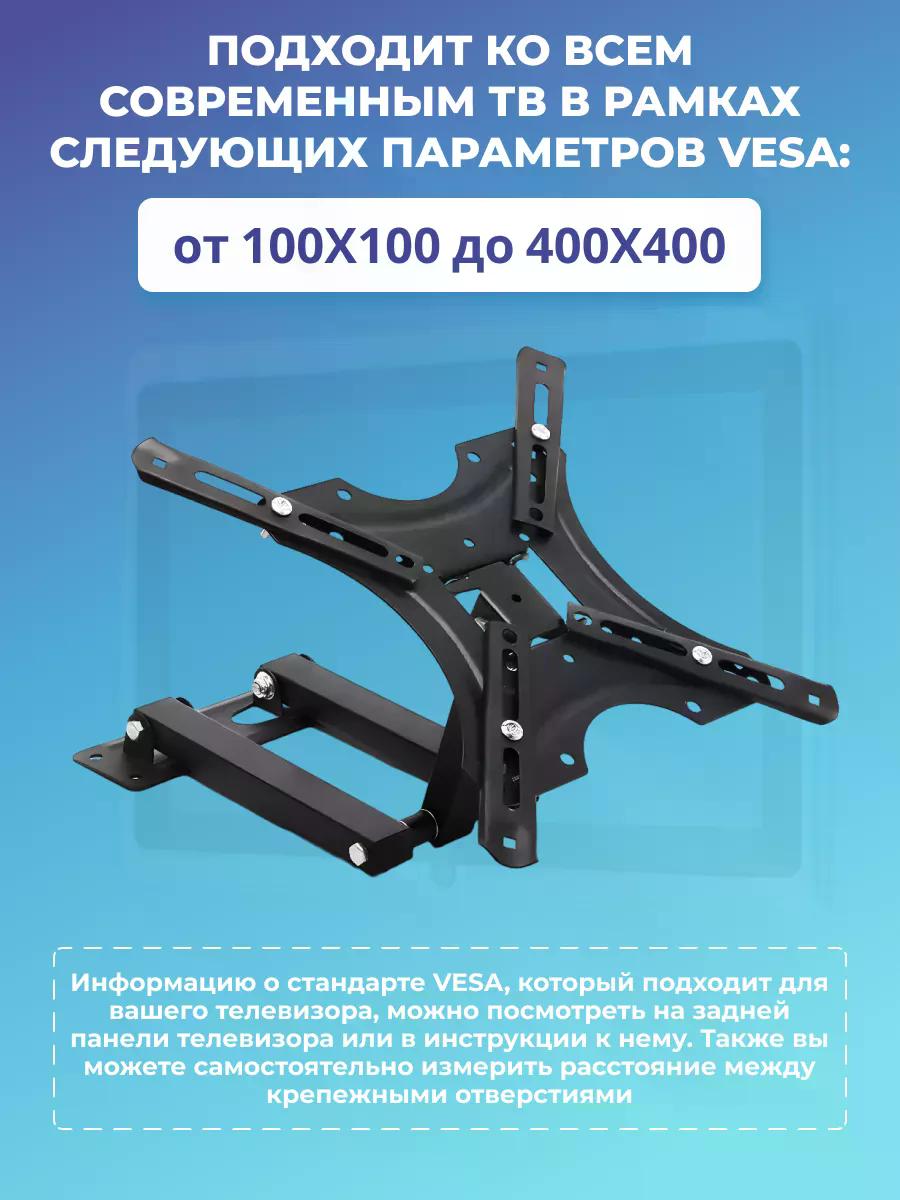 ПОДХОДИТ КО ВСЕМ
СОВРЕМЕННЫМ ТВ В РАМКАХ
СЛЕДУЮЩИХ ПАРАМЕТРОВ VESA:
от 100X100 до 400X400
Информацию о стандарте VESA, который подходит для
вашего телевизора, можно посмотреть на задней
панели телевизора или в инструкции к нему. Также вы
можете самостоятельно измерить расстояние между
крепежными отверстиями